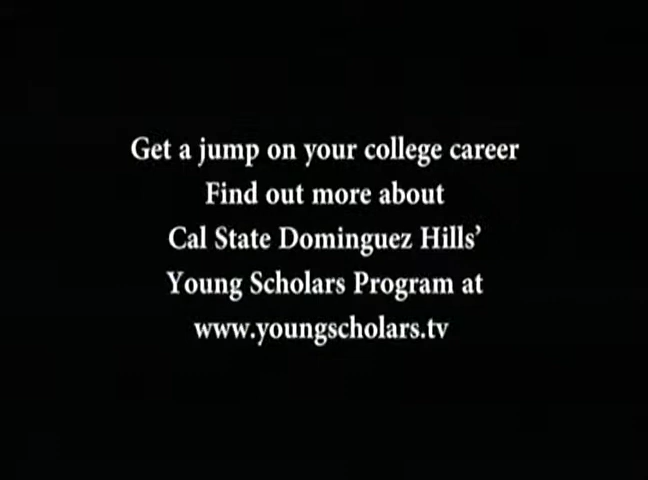 Get a jump on your college career
Find out more about
Cal State Dominguez Hills’
Young Scholars Program at
www.youngscholars.tv